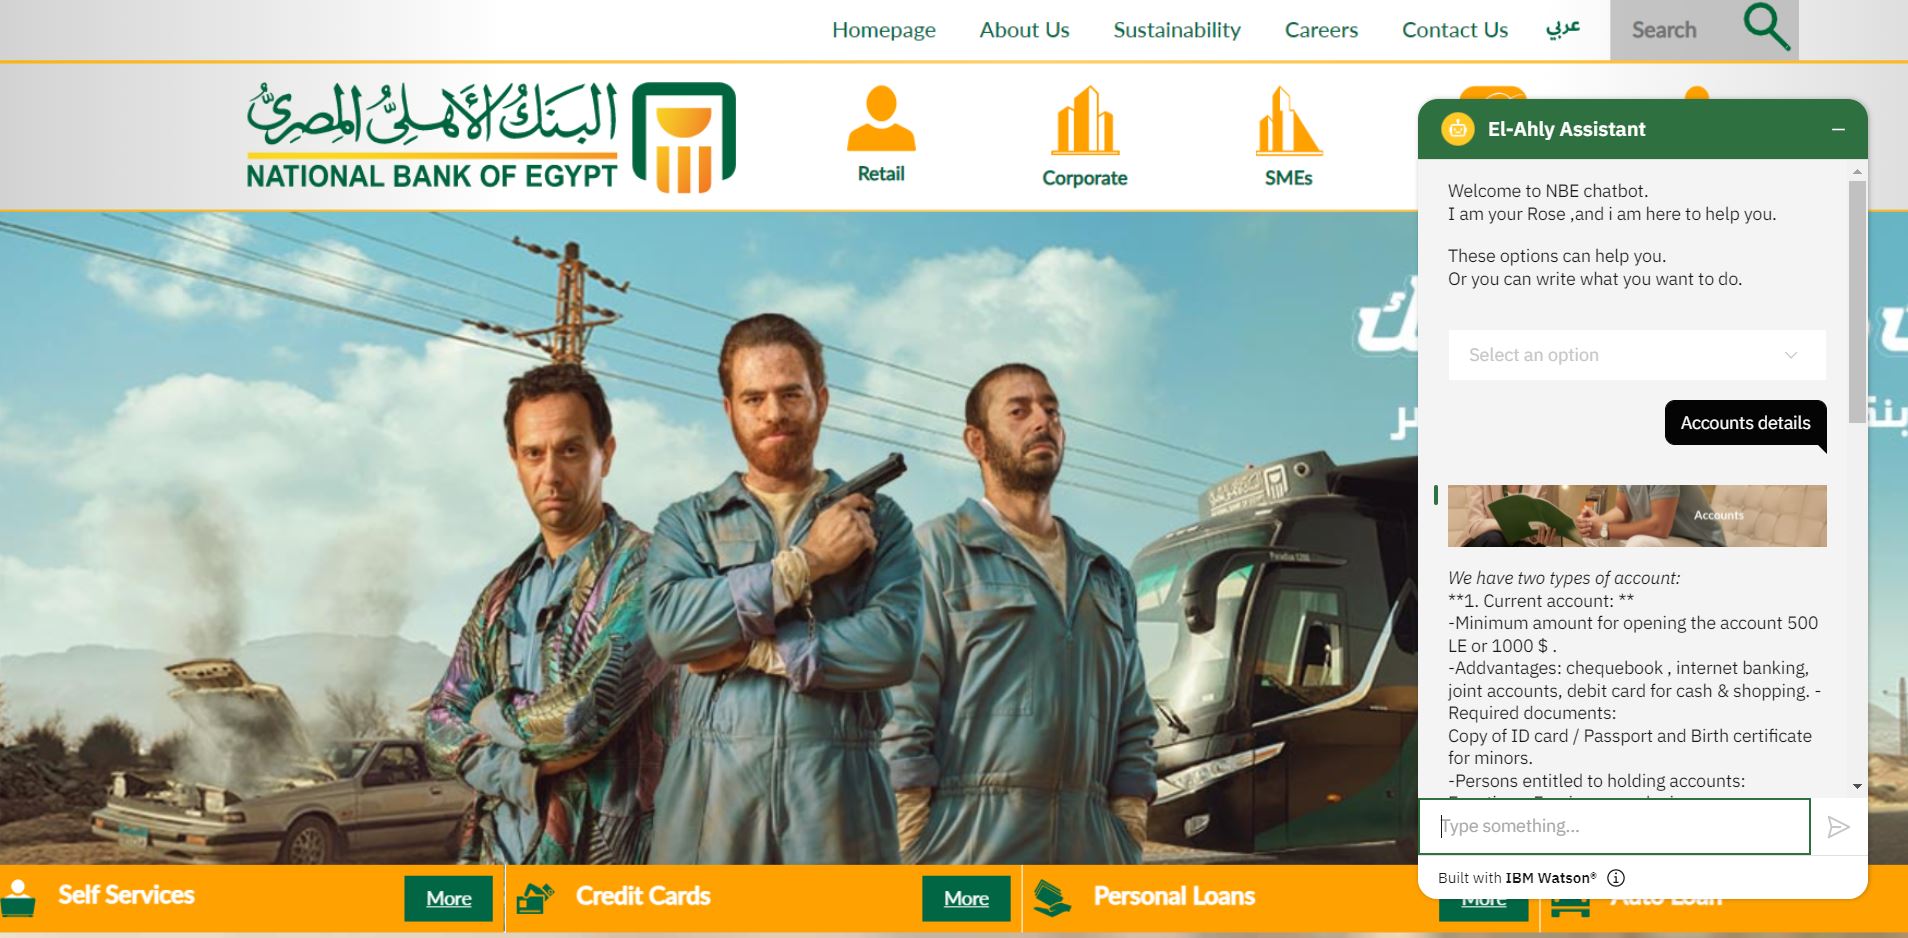 Homepage
About Us
Sustainability
Careers
Contact Us
عربي
Search
البنك الأهلي المصري
NATIONAL BANK OF EGYPT
Retail
Corporate
SMEs
El-Ahly Assistant
Welcome to NBE chatbot.
I am your Rose ,and i am here to help you.
These options can help you.
Or you can write what you want to do.
Select an option
Accounts details
Accounts
We have two types of account:
**1. Current account: **
-Minimum amount for opening the account 500
LE or 1000 $ .
-Addvantages: chequebook , internet banking,
joint accounts, debit card for cash & shopping. -
Required documents:
Copy of ID card / Passport and Birth certificate
for minors.
-Persons entitled to holding accounts:
Type something...
Built with IBM Watson®
Self Services
More
Credit Cards
More
Personal Loans
More
Auto Loan